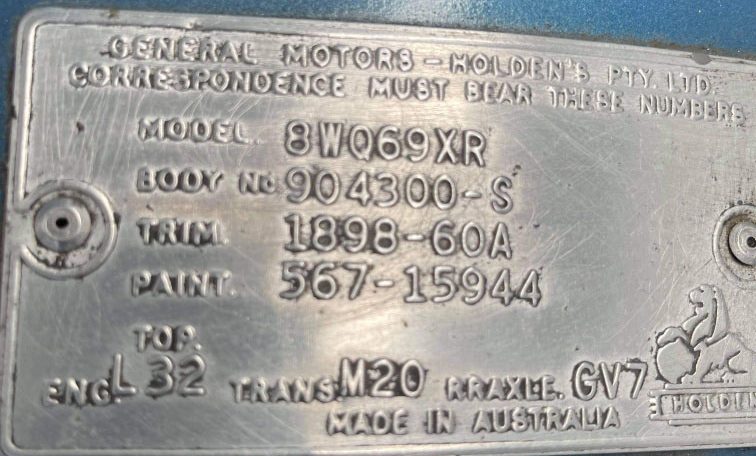 GENERAL MOTORS - HOLDEN'S PTY. LTD.
CORRESPONDENCE MUST BEAR THESE NUMBERS
MODEL. 8WQ69XR
BODY No. 904300-S
TRIM. 1898-60A
PAINT. 567-15944
TOP.
ENG. L32 TRANS. M20 RRAXLE. GV7
HOLDEN
MADE IN AUSTRALIA